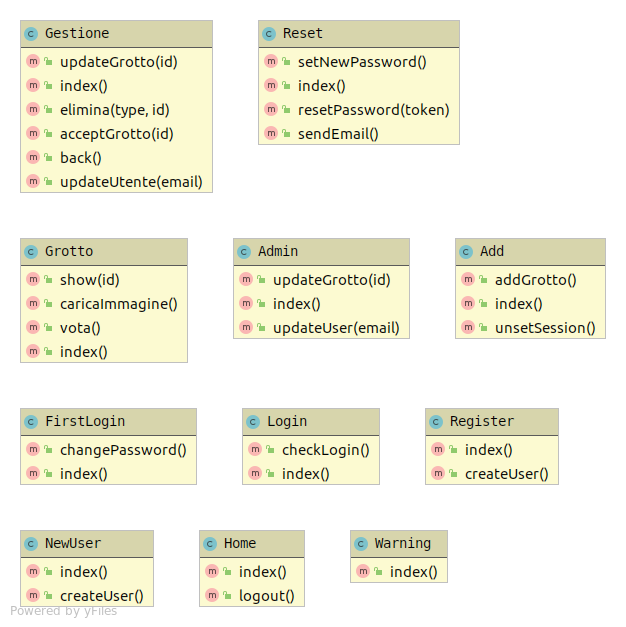 Gestione
updateGrotto(id)
index()
elimina(type, id)
acceptGrotto(id)
back()
updateUtente(email)
Reset
setNewPassword()
index()
resetPassword(token)
sendEmail()
Grotto
show(id)
caricaImmagine()
vota()
index()
Admin
updateGrotto(id)
index()
updateUser(email)
Add
addGrotto()
index()
unsetSession()
FirstLogin
changePassword()
index()
Login
checkLogin()
index()
Register
index()
createUser()
NewUser
index()
createUser()
Home
index()
logout()
Warning
index()
Powered by yFiles